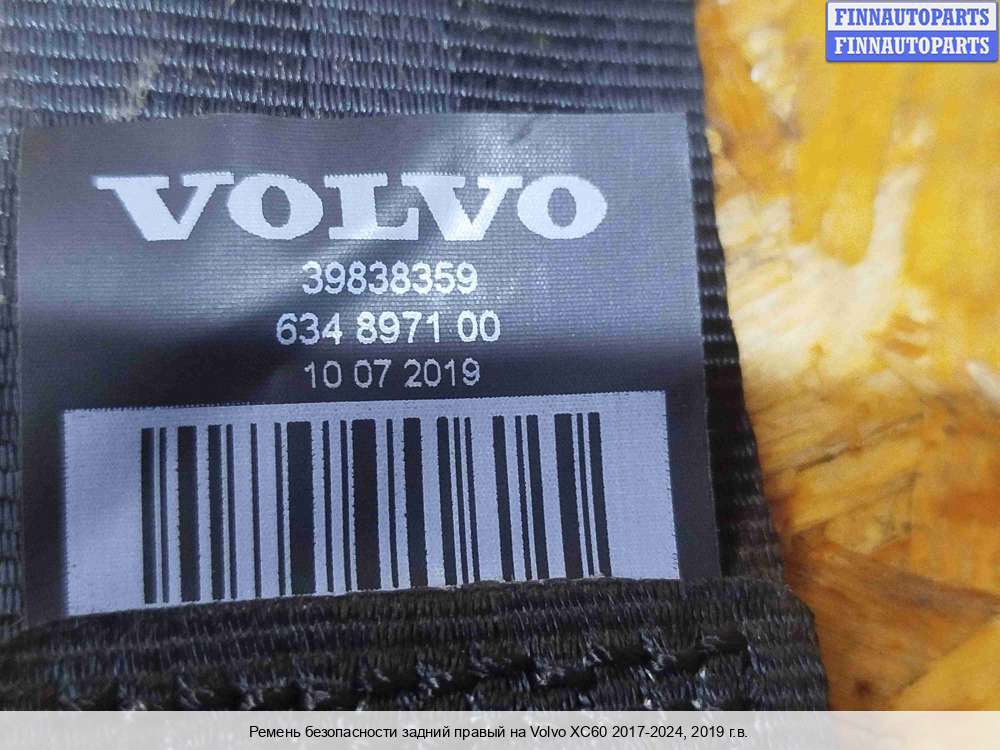 FINNAUTOPARTS
FINNAUTOPARTS
VOLVO
39838359
634 8971 00
10 07 2019
Ремень безопасности задний правый на Volvo XC60 2017-2024, 2019 г.в.